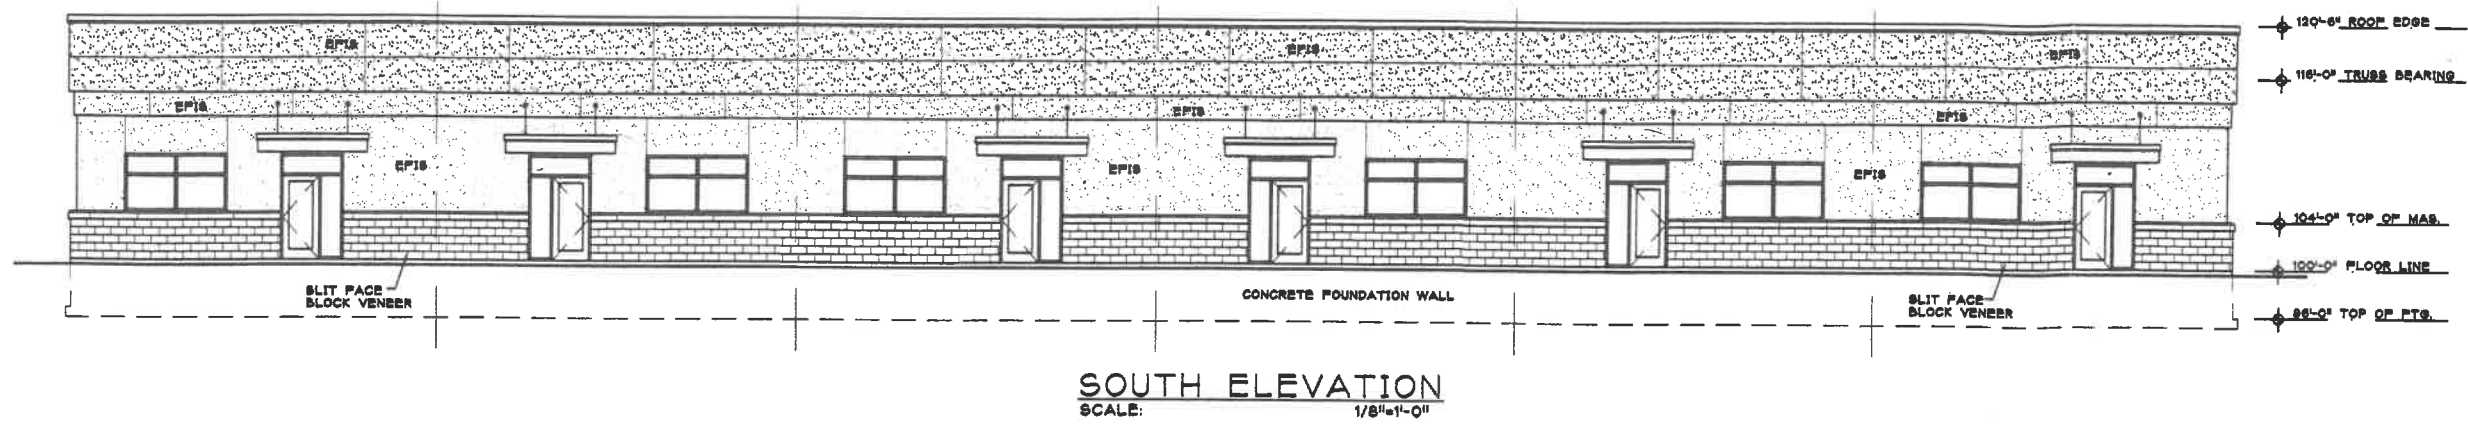 EFIS
EFIS
EFIS
EFIS
EFIS
EFIS
EFIS
EFIS
EFIS
120'-6" ROOF EDGE
116'-0" TRUSS BEARING
104'-0" TOP OF MAS.
100'-0" FLOOR LINE
96'-0" TOP OF FTG.
SLIT FACE
BLOCK VENEER
CONCRETE FOUNDATION WALL
SLIT FACE
BLOCK VENEER
SOUTH ELEVATION
SCALE: 1/8"=1'-0"